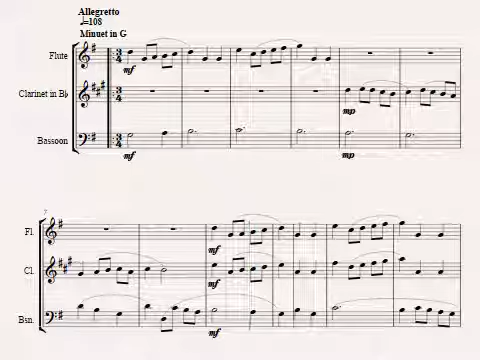 Allegretto
♩=108
Minuet in G
Flute
mf
Clarinet in B♭
mp
Bassoon
mf
mp
7
Fl.
mf
Cl.
mf
Bsn.
mf